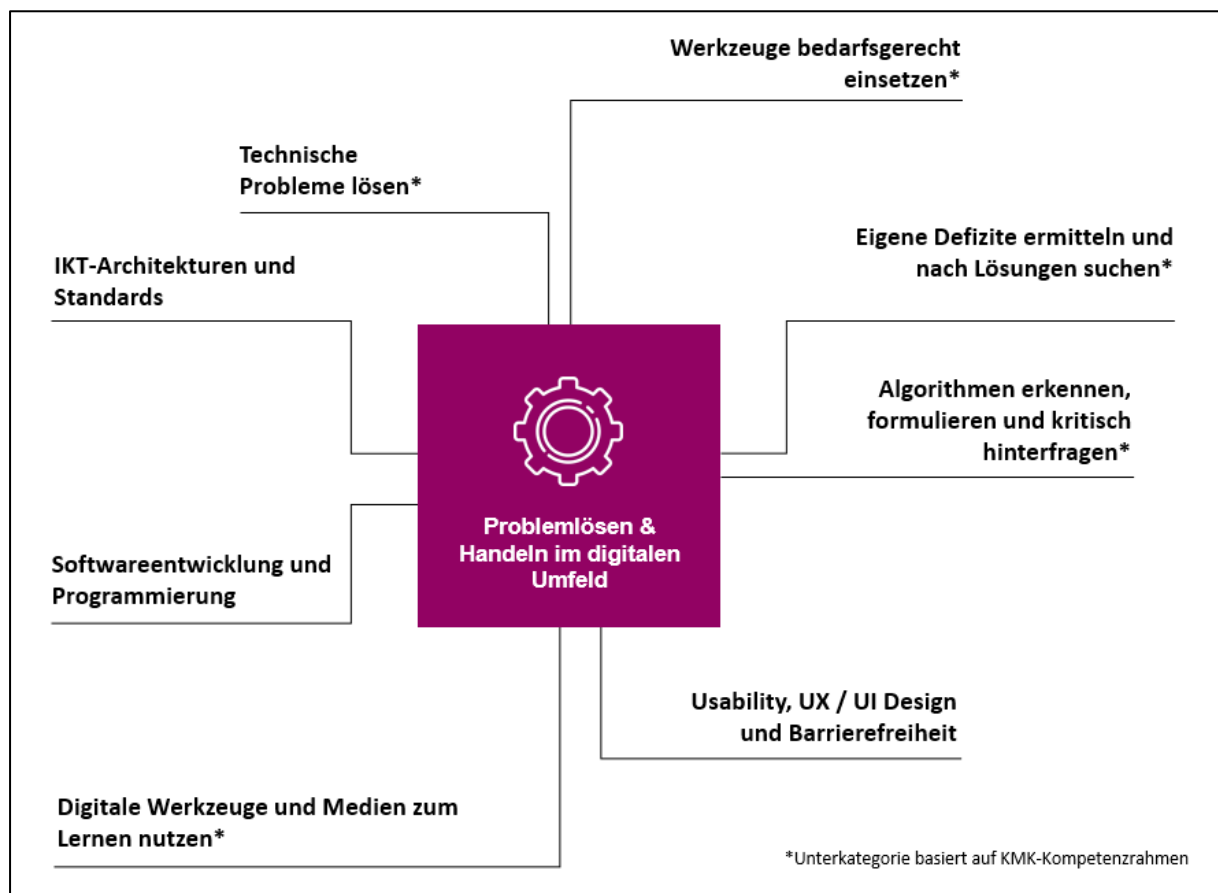 Werkzeuge bedarfsgerecht
einsetzen*
Technische
Probleme lösen*
Eigene Defizite ermitteln und
nach Lösungen suchen*
IKT-Architekturen und
Standards
Algorithmen erkennen,
formulieren und kritisch
hinterfragen*
Problemlösen &
Handeln im digitalen
Umfeld
Softwareentwicklung und
Programmierung
Usability, UX / UI Design
und Barrierefreiheit
Digitale Werkzeuge und Medien zum
Lernen nutzen*
*Unterkategorie basiert auf KMK-Kompetenzrahmen